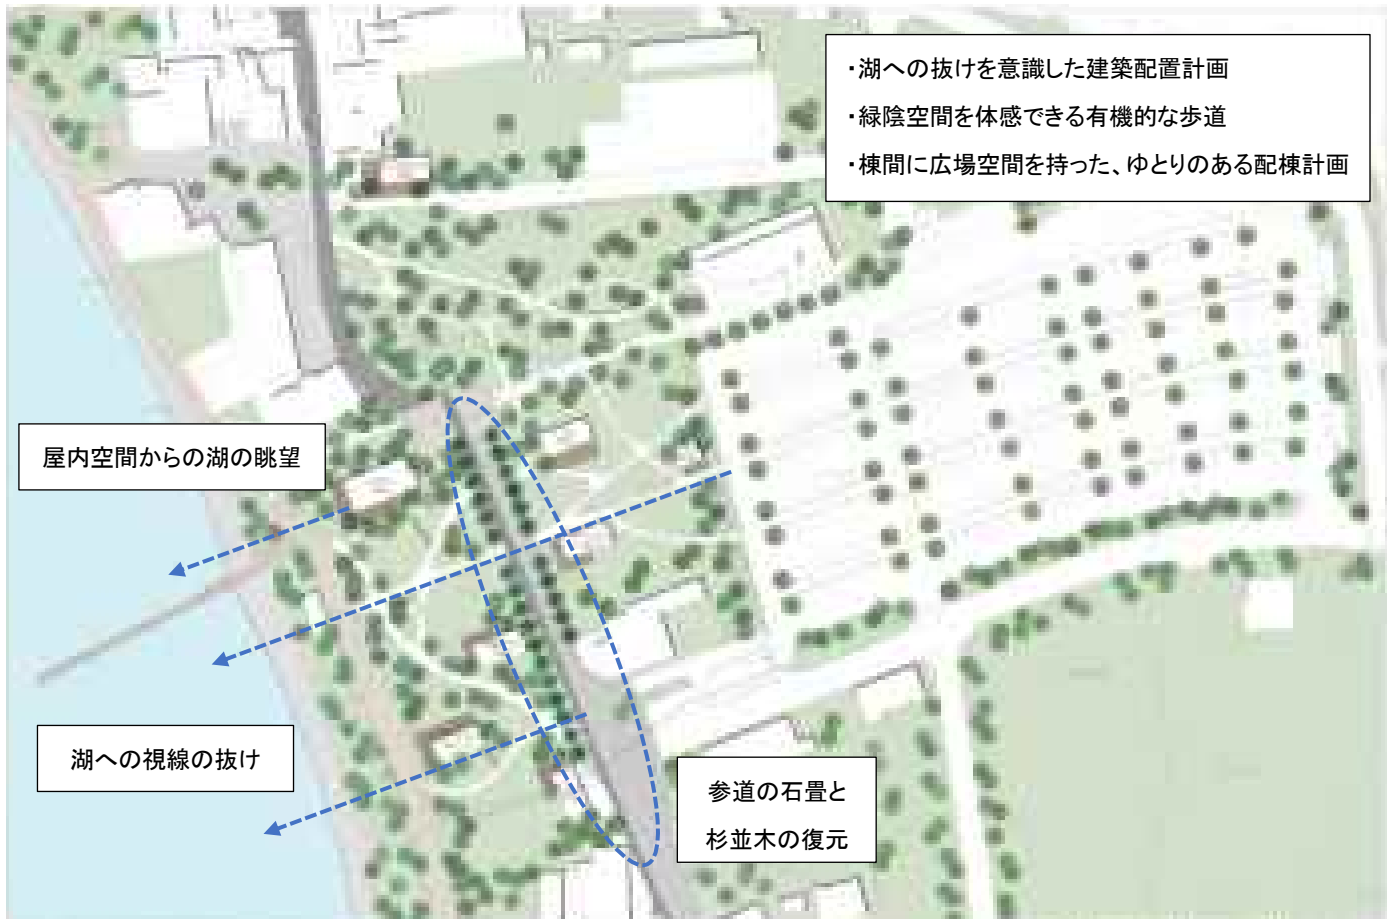 ・湖への抜けを意識した建築配置計画
・緑陰空間を体感できる有機的な歩道
・棟間に広場空間を持った、ゆとりのある配棟計画
屋内空間からの湖の眺望
湖への視線の抜け
参道の石畳と
杉並木の復元